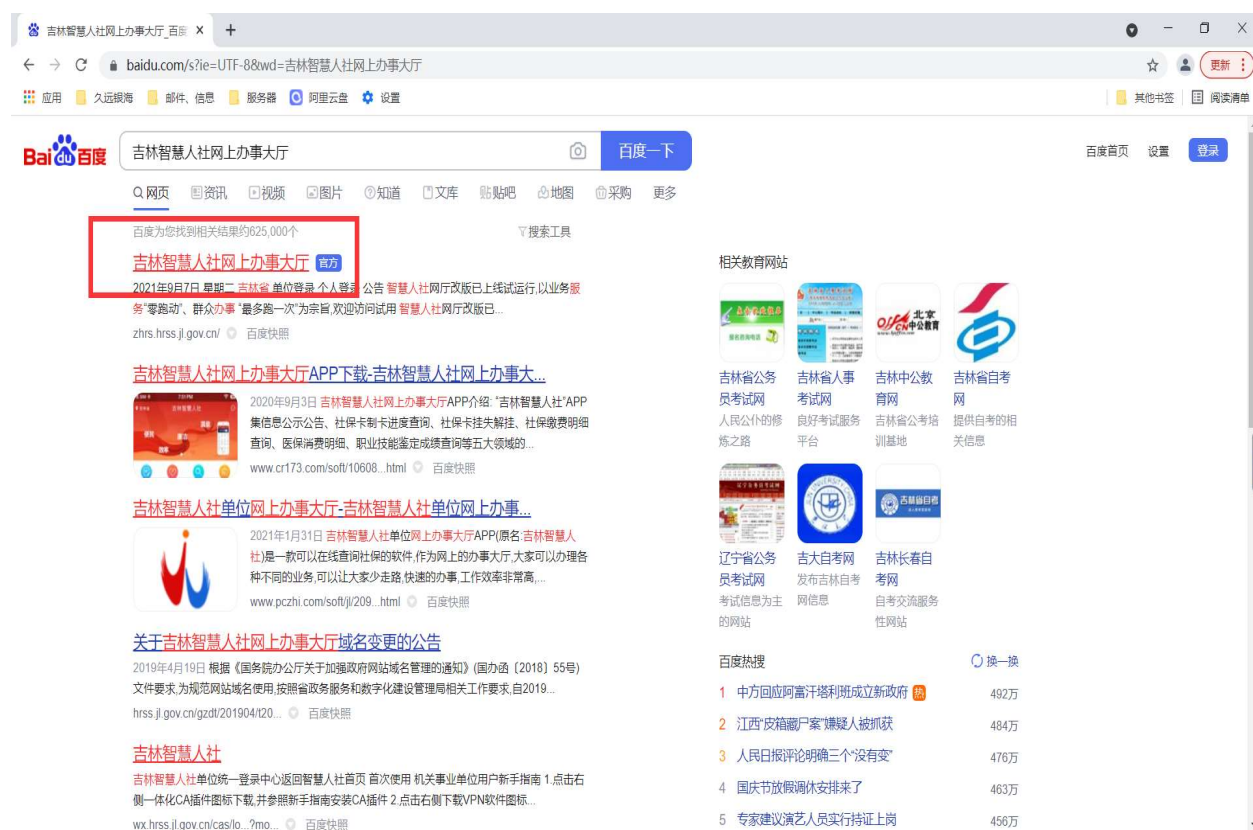 吉林智慧人社网上办事大厅_百度
baidu.com/s?ie=UTF-8&wd=吉林智慧人社网上办事大厅
更新
应用 久远银海 邮件、信息 服务器 阿里云盘 设置 其他书签 阅读清单
Bai du 百度
吉林智慧人社网上办事大厅
百度一下
百度首页 设置 登录
网页 资讯 视频 图片 知道 文库 贴吧 地图 采购 更多
百度为您找到相关结果约625,000个
搜索工具
吉林智慧人社网上办事大厅 官方
2021年9月7日 星期二 吉林省 单位登录 个人登录 公告 智慧人社网厅改版已上线试运行,以业务服
务“零跑动”、群众办事 “最多跑一次”为宗旨,欢迎访问试用 智慧人社网厅改版已...
zhrs.hrss.jl.gov.cn/ 百度快照
吉林智慧人社网上办事大厅APP下载-吉林智慧人社网上办事大...
2020年9月3日 吉林智慧人社网上办事大厅APP介绍: “吉林智慧人社”APP
集信息公示公告、社保卡制卡进度查询、社保卡挂失解挂、社保缴费明细
查询、医保消费明细、职业技能鉴定成绩查询等五大领域的...
www.cr173.com/soft/10608...html 百度快照
吉林智慧人社单位网上办事大厅-吉林智慧人社单位网上办事...
2021年1月31日 吉林智慧人社单位网上办事大厅APP(原名:吉林智慧人
社)是一款可以在线查询社保的软件,作为网上的办事大厅,大家可以办理各
种不同的业务,可以让大家少走路,快速的办事,工作效率非常高,...
www.pczhi.com/soft/jl/209...html 百度快照
关于吉林智慧人社网上办事大厅域名变更的公告
2019年4月19日 根据《国务院办公厅关于加强政府网站域名管理的通知》(国办函〔2018〕55号)
文件要求,为规范网站域名使用,按照省政务服务和数字化建设管理局相关工作要求,自2019...
hrss.jl.gov.cn/gzdt/201904/t20... 百度快照
吉林智慧人社
吉林智慧人社单位统一登录中心返回智慧人社首页 首次使用 机关事业单位用户新手指南 1.点击右
侧一体化CA插件图标下载,并参照新手指南安装CA插件 2.点击右侧下载VPN软件图标...
wx.hrss.jl.gov.cn/cas/lo...?mo... 百度快照
相关教育网站
北京
中公教育
吉林省公务
员考试网
人民公仆的修
炼之路
吉林省人事
考试网
良好考试服务
平台
吉林中公教
育网
吉林省公考培
训基地
吉林省自考
网
提供自考的相
关信息
吉林省自考
辽宁省公务
员考试网
考试信息为主
的网站
吉大自考网
发布吉林自考
网信息
吉林长春自
考网
自考交流服务
性网站
百度热搜 换一换
1 中方回应阿富汗塔利班成立新政府 热 492万
2 江西“皮箱藏尸案”嫌疑人被抓获 484万
3 人民日报评论明确三个“没有变” 476万
4 国庆节放假调休安排来了 463万
5 专家建议演艺人员实行持证上岗 456万